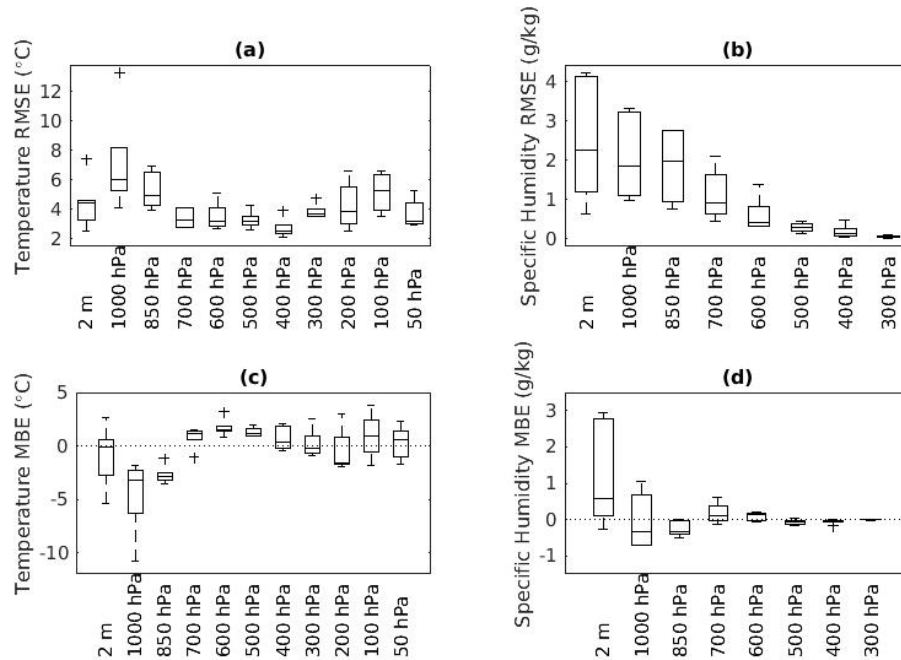 (a)
Temperature RMSE (°C)
12
10
8
6
4
2
2 m
1000 hPa
850 hPa
700 hPa
600 hPa
500 hPa
400 hPa
300 hPa
200 hPa
100 hPa
50 hPa
(b)
Specific Humidity RMSE (g/kg)
4
3
2
1
0
2 m
1000 hPa
850 hPa
700 hPa
600 hPa
500 hPa
400 hPa
300 hPa
(c)
Temperature MBE (°C)
5
0
-5
-10
2 m
1000 hPa
850 hPa
700 hPa
600 hPa
500 hPa
400 hPa
300 hPa
200 hPa
100 hPa
50 hPa
(d)
Specific Humidity MBE (g/kg)
3
2
1
0
-1
2 m
1000 hPa
850 hPa
700 hPa
600 hPa
500 hPa
400 hPa
300 hPa